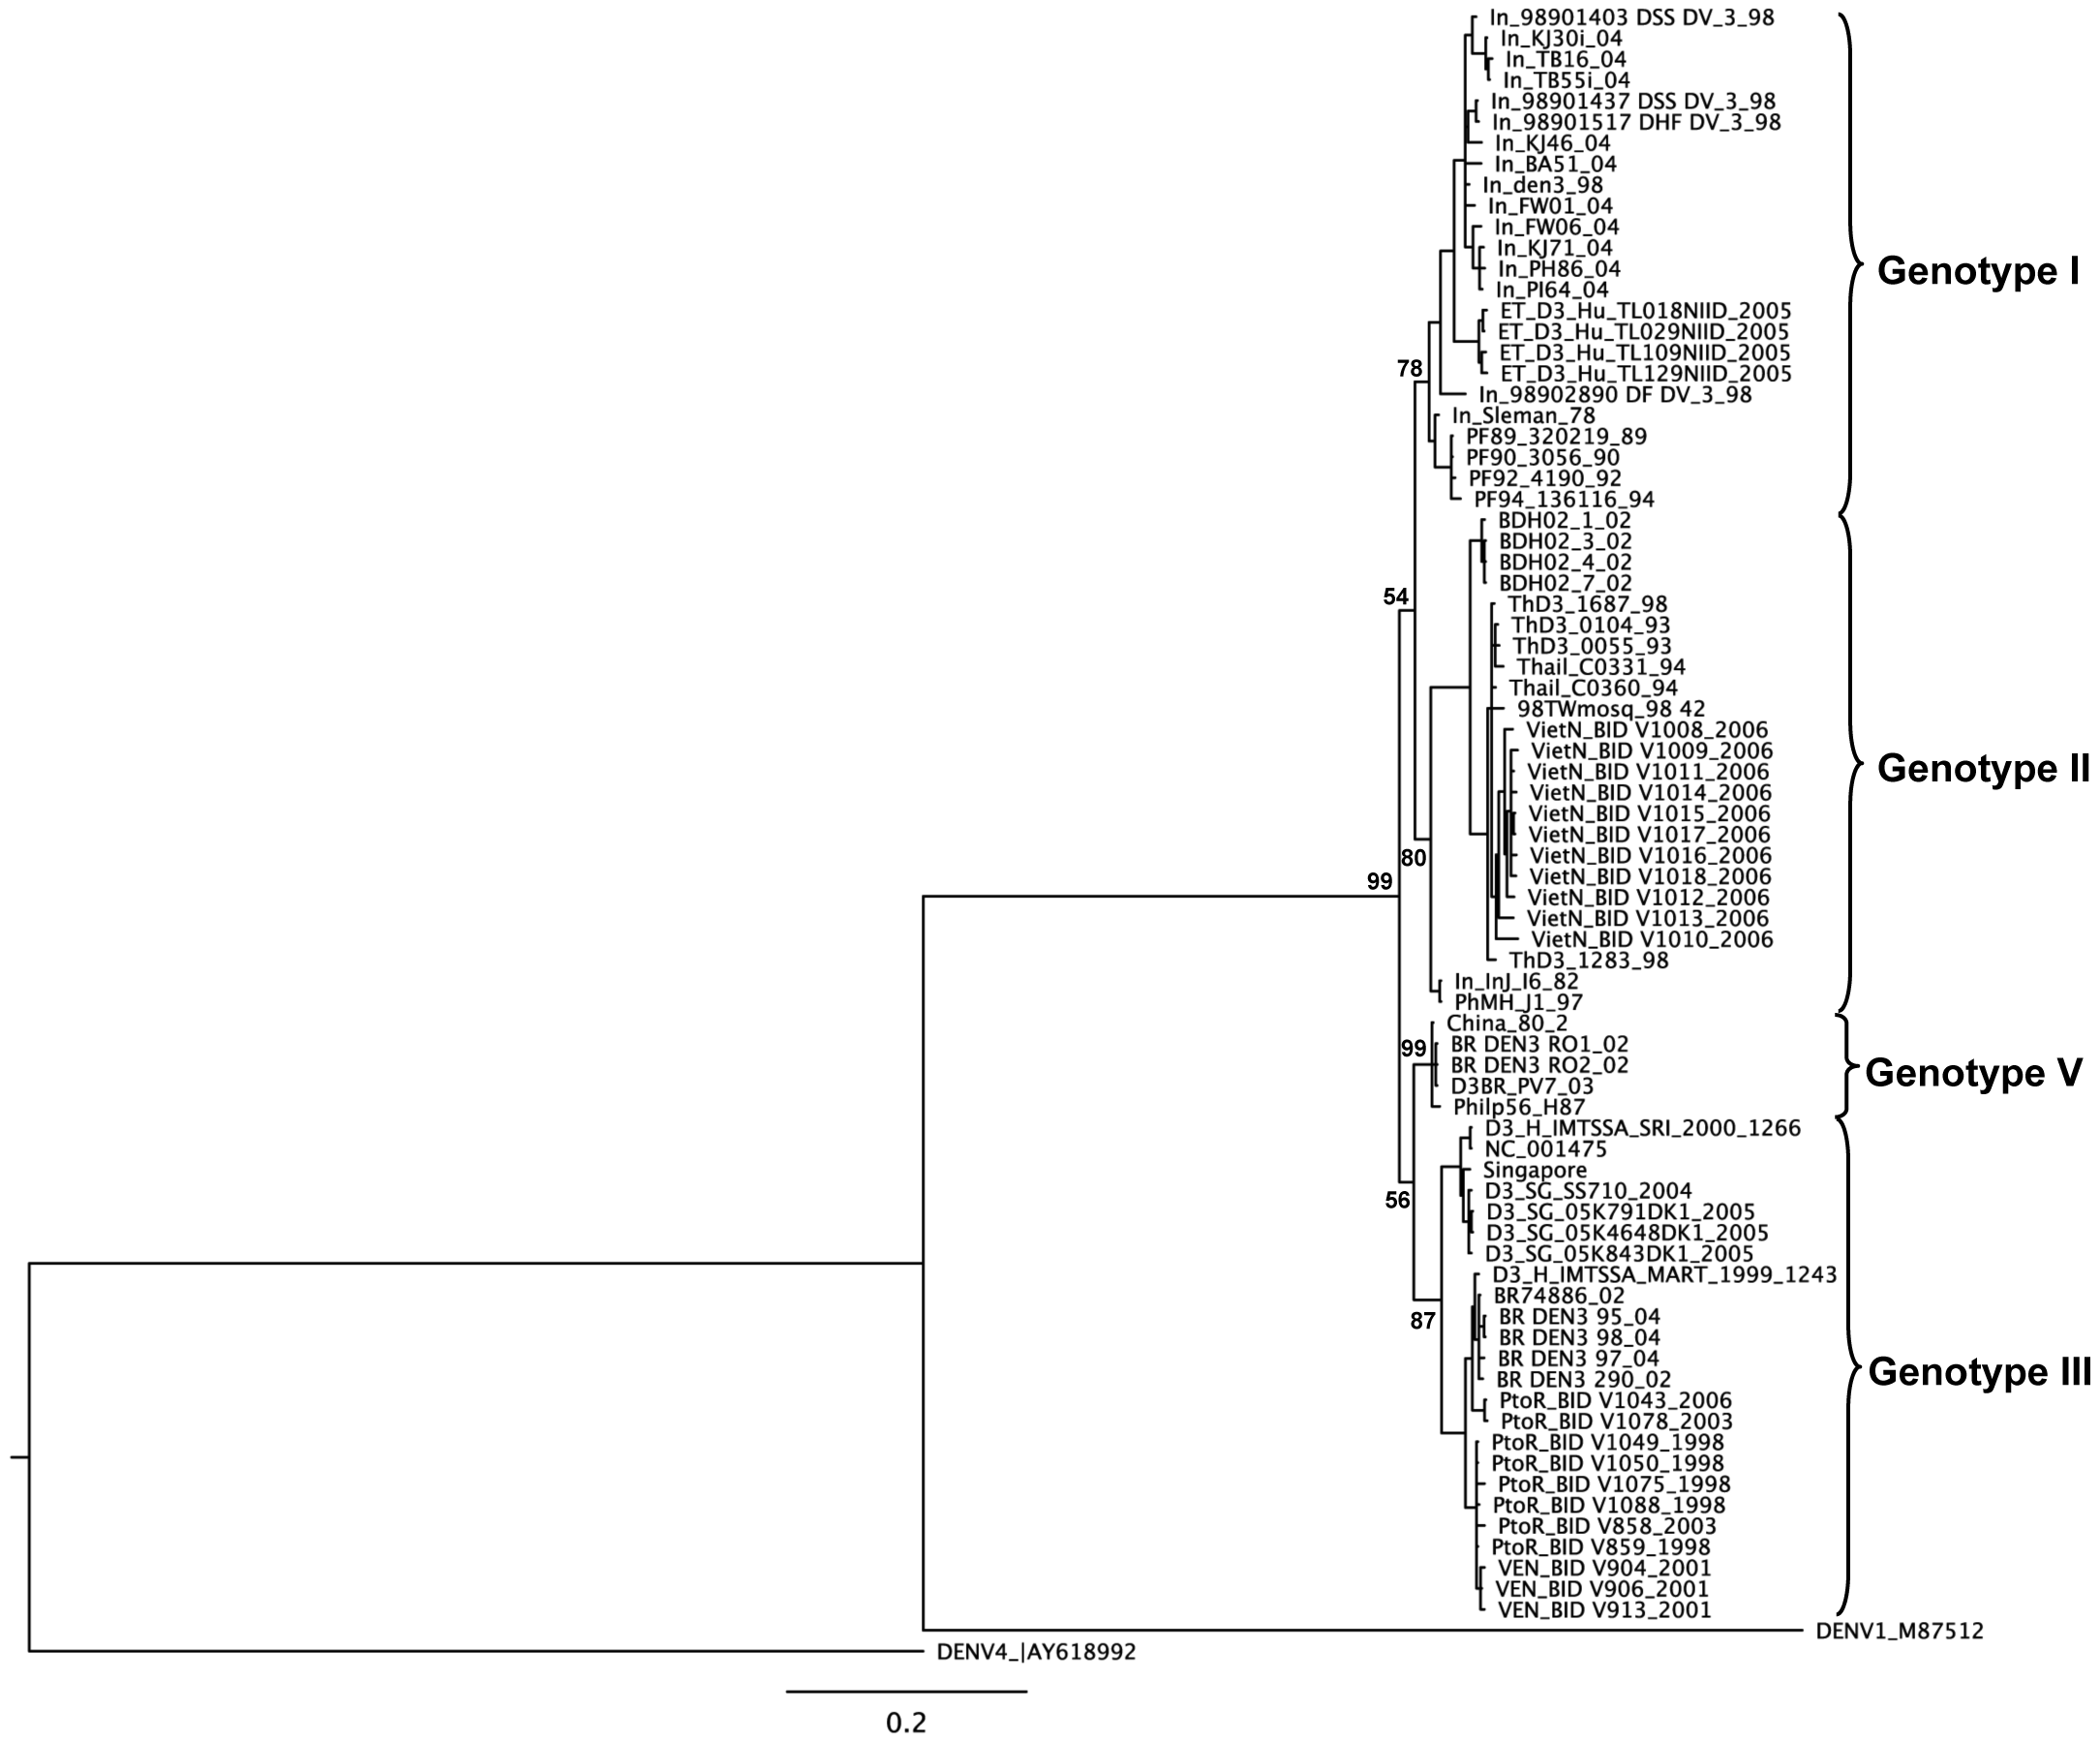 In_98901403 DSS DV_3_98
In_KJ30i_04
In_TB16_04
In_TB55i_04
In_98901437 DSS DV_3_98
In_98901517 DHF DV_3_98
In_KJ46_04
In_BA51_04
In_den3_98
In_FW01_04
In_FW06_04
In_KJ71_04
Genotype I
In_PH86_04
In_PI64_04
ET_D3_Hu_TL018NIID_2005
ET_D3_Hu_TL029NIID_2005
ET_D3_Hu_TL109NIID_2005
78
ET_D3_Hu_TL129NIID_2005
In_98902890 DF DV_3_98
In_Sleman_78
PF89_320219_89
PF90_3056_90
PF92_4190_92
PF94_136116_94
BDH02_1_02
BDH02_3_02
BDH02_4_02
BDH02_7_02
54
ThD3_1687_98
ThD3_0104_93
ThD3_0055_93
Thail_C0331_94
Thail_C0360_94
98TWmosq_98 42
VietN_BID V1008_2006
VietN_BID V1009_2006
Genotype II
VietN_BID V1011_2006
VietN_BID V1014_2006
VietN_BID V1015_2006
VietN_BID V1017_2006
80
VietN_BID V1016_2006
99
VietN_BID V1018_2006
VietN_BID V1012_2006
VietN_BID V1013_2006
VietN_BID V1010_2006
ThD3_1283_98
In_InJ_I6_82
PhMH_J1_97
China_80_2
99
BR DEN3 RO1_02
BR DEN3 RO2_02
Genotype V
D3BR_PV7_03
Philp56_H87
D3_H_IMTSSA_SRI_2000_1266
NC_001475
Singapore
56
D3_SG_SS710_2004
D3_SG_05K791DK1_2005
D3_SG_05K4648DK1_2005
D3_SG_05K843DK1_2005
D3_H_IMTSSA_MART_1999_1243
BR74886_02
87
BR DEN3 95_04
BR DEN3 98_04
BR DEN3 97_04
Genotype III
BR DEN3 290_02
PtoR_BID V1043_2006
PtoR_BID V1078_2003
PtoR_BID V1049_1998
PtoR_BID V1050_1998
PtoR_BID V1075_1998
PtoR_BID V1088_1998
PtoR_BID V858_2003
PtoR_BID V859_1998
VEN_BID V904_2001
VEN_BID V906_2001
VEN_BID V913_2001
DENV1_M87512
DENV4_|AY618992
0.2